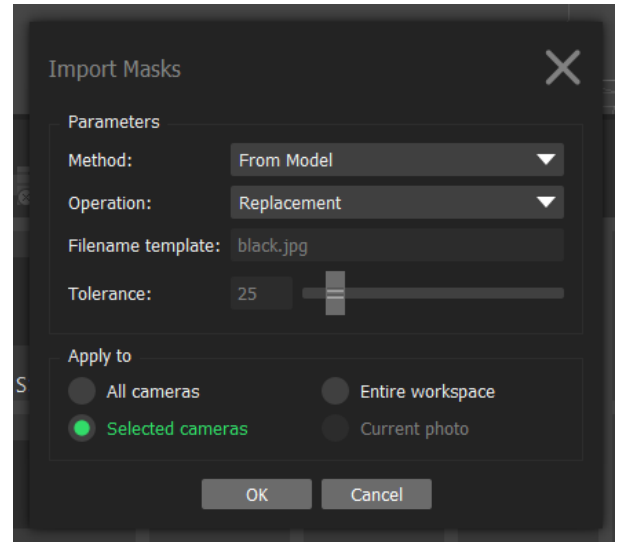 Import Masks
Parameters
Method: From Model
Operation: Replacement
Filename template: black.jpg
Tolerance: 25
Apply to
All cameras Entire workspace
Selected cameras Current photo
OK Cancel
S